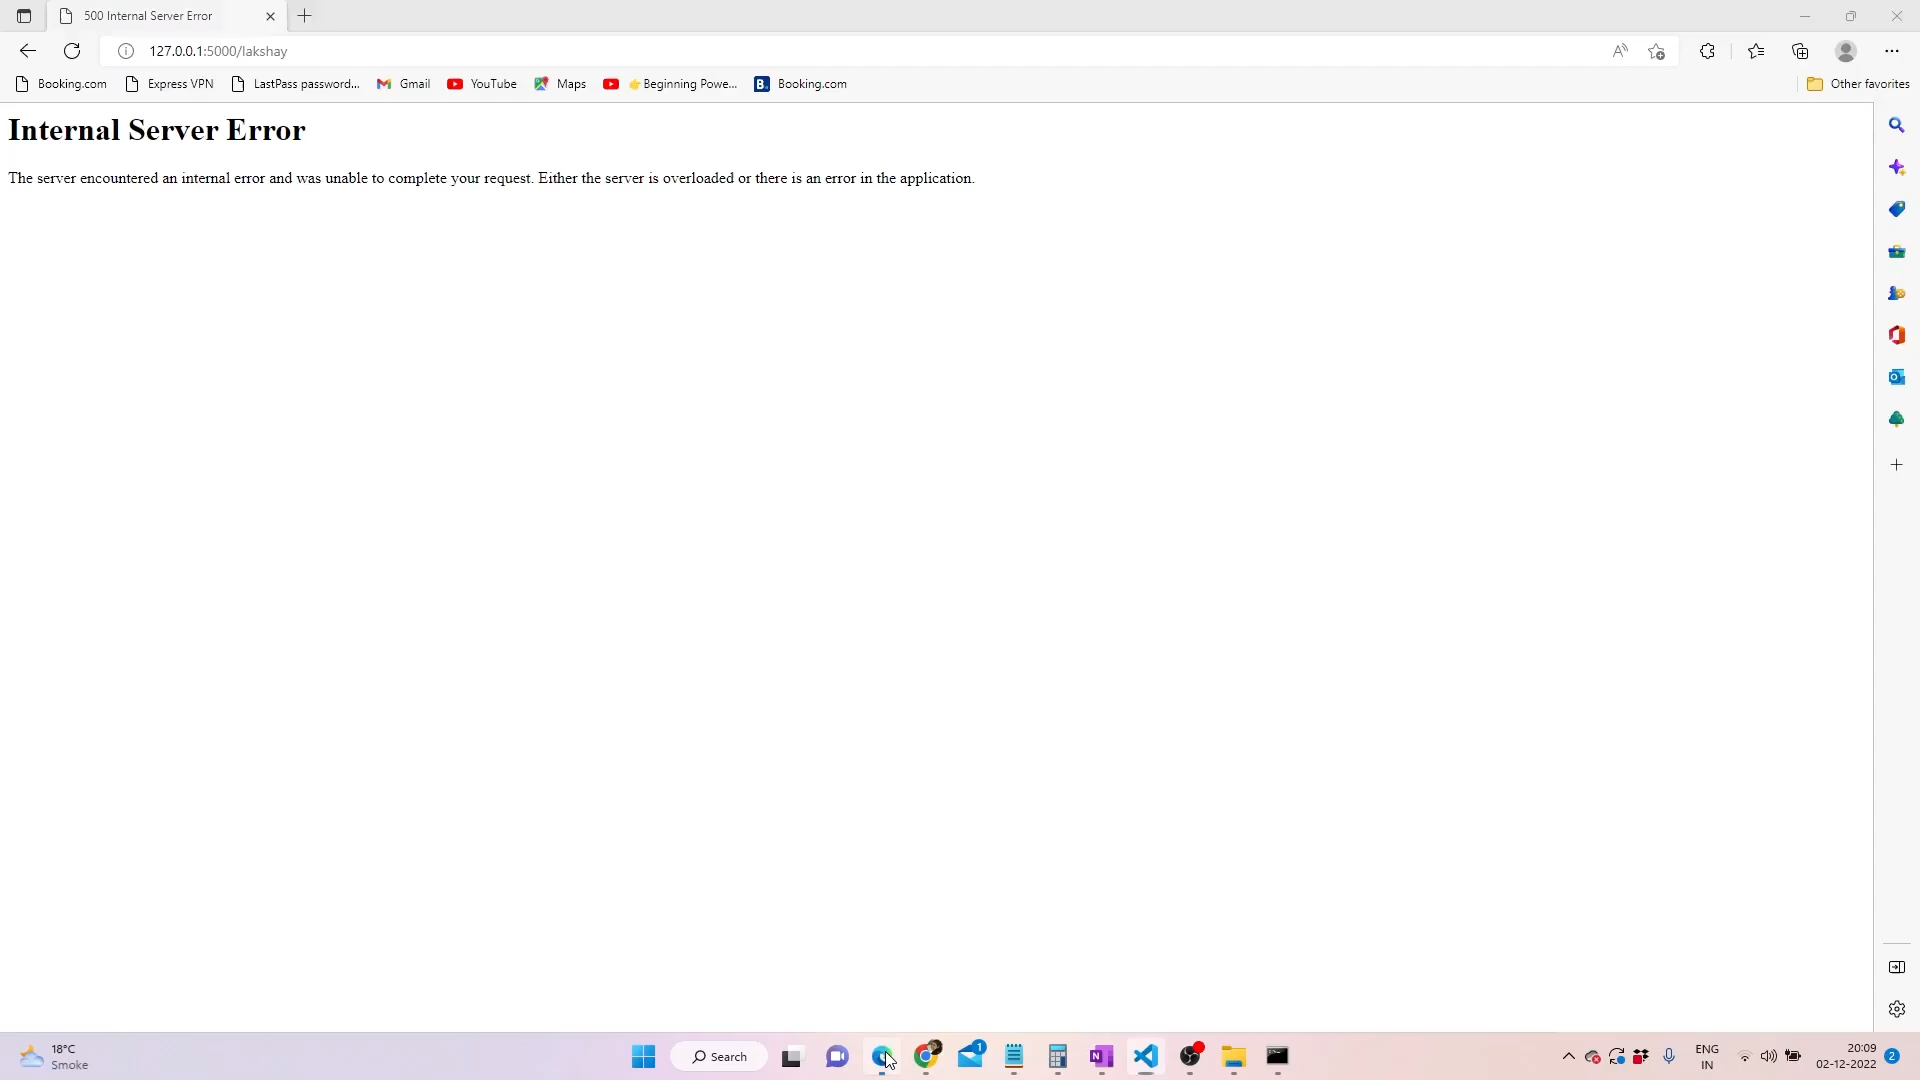 500 Internal Server Error
127.0.0.1:5000/lakshay
Booking.com Express VPN LastPass password... Gmail YouTube Maps 👉Beginning Powe... B. Booking.com Other favorites
Internal Server Error
The server encountered an internal error and was unable to complete your request. Either the server is overloaded or there is an error in the application.
18°C
Smoke
Search
1
ENG
IN
20:09
02-12-2022
2